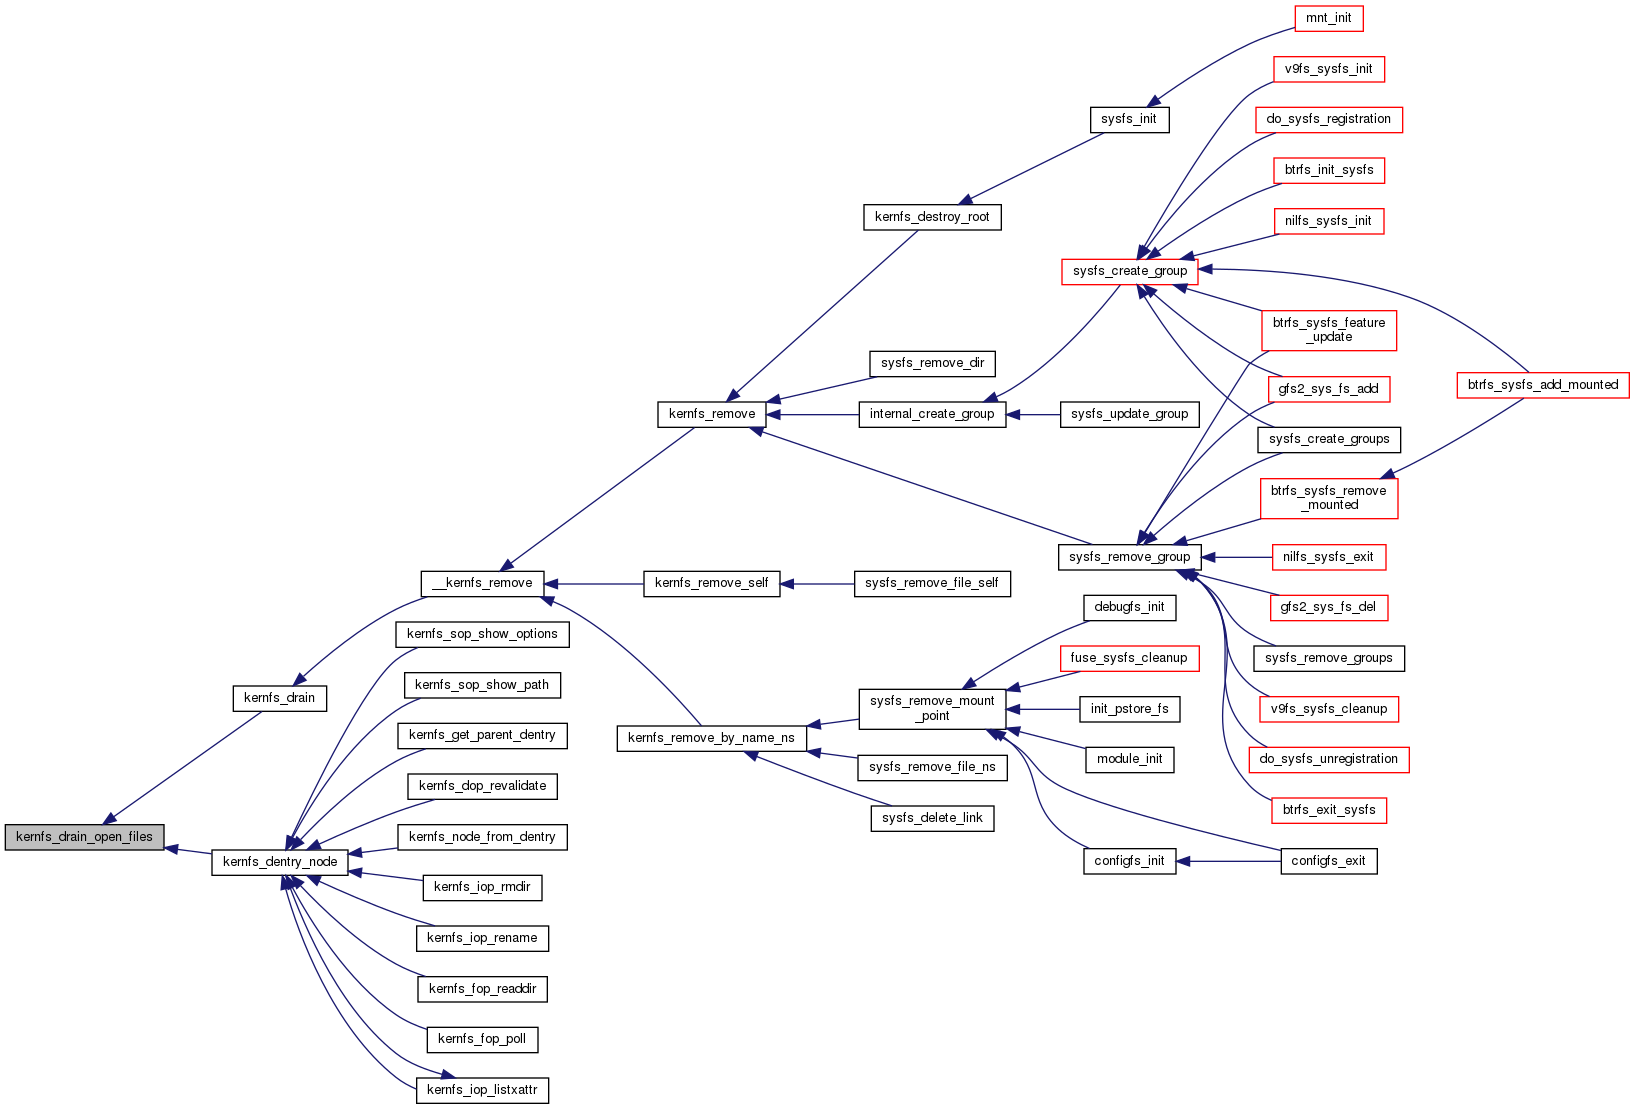 mnt_init
v9fs_sysfs_init
sysfs_init
do_sysfs_registration
btrfs_init_sysfs
kernfs_destroy_root
nilfs_sysfs_init
sysfs_create_group
btrfs_sysfs_feature
_update
sysfs_remove_dir
gfs2_sys_fs_add
btrfs_sysfs_add_mounted
kernfs_remove
internal_create_group
sysfs_update_group
sysfs_create_groups
btrfs_sysfs_remove
_mounted
sysfs_remove_group
nilfs_sysfs_exit
__kernfs_remove
kernfs_remove_self
sysfs_remove_file_self
debugfs_init
gfs2_sys_fs_del
kernfs_sop_show_options
fuse_sysfs_cleanup
sysfs_remove_groups
kernfs_sop_show_path
kernfs_drain
sysfs_remove_mount
_point
init_pstore_fs
v9fs_sysfs_cleanup
kernfs_get_parent_dentry
kernfs_remove_by_name_ns
module_init
do_sysfs_unregistration
sysfs_remove_file_ns
kernfs_dop_revalidate
btrfs_exit_sysfs
sysfs_delete_link
kernfs_drain_open_files
kernfs_node_from_dentry
kernfs_dentry_node
configfs_init
configfs_exit
kernfs_iop_rmdir
kernfs_iop_rename
kernfs_fop_readdir
kernfs_fop_poll
kernfs_iop_listxattr